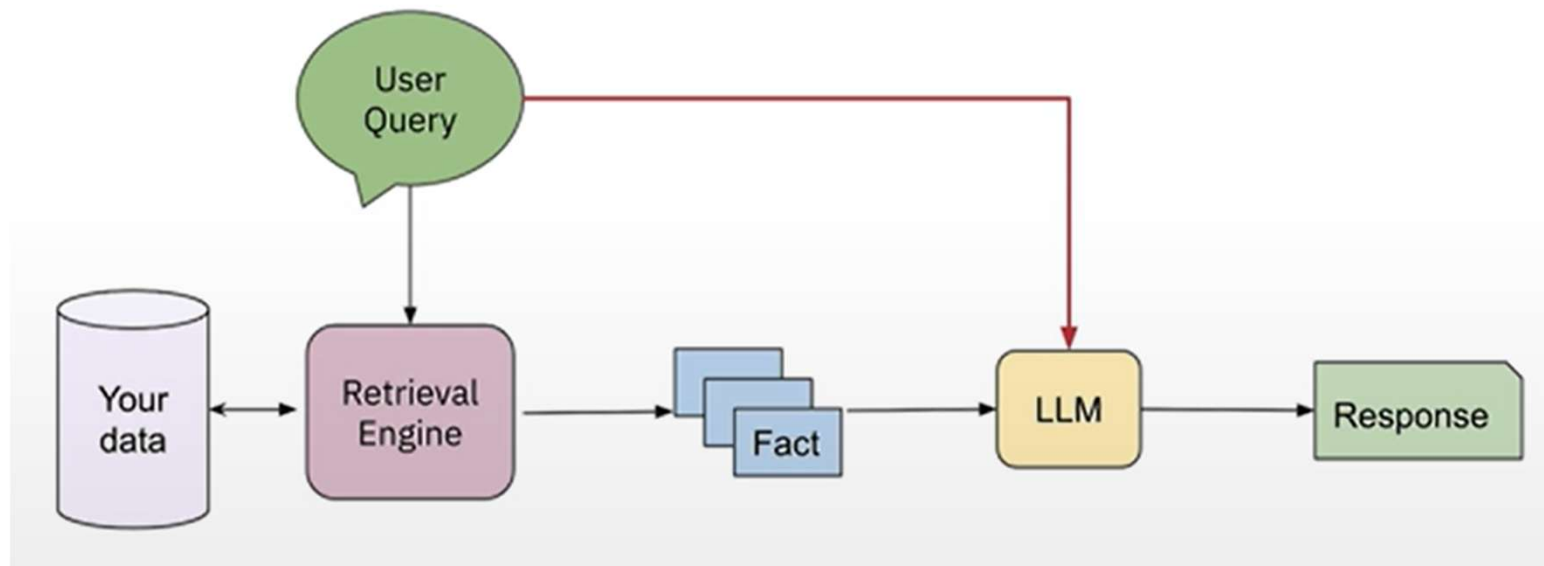 User
Query
Your
data
Retrieval
Engine
Fact
LLM
Response